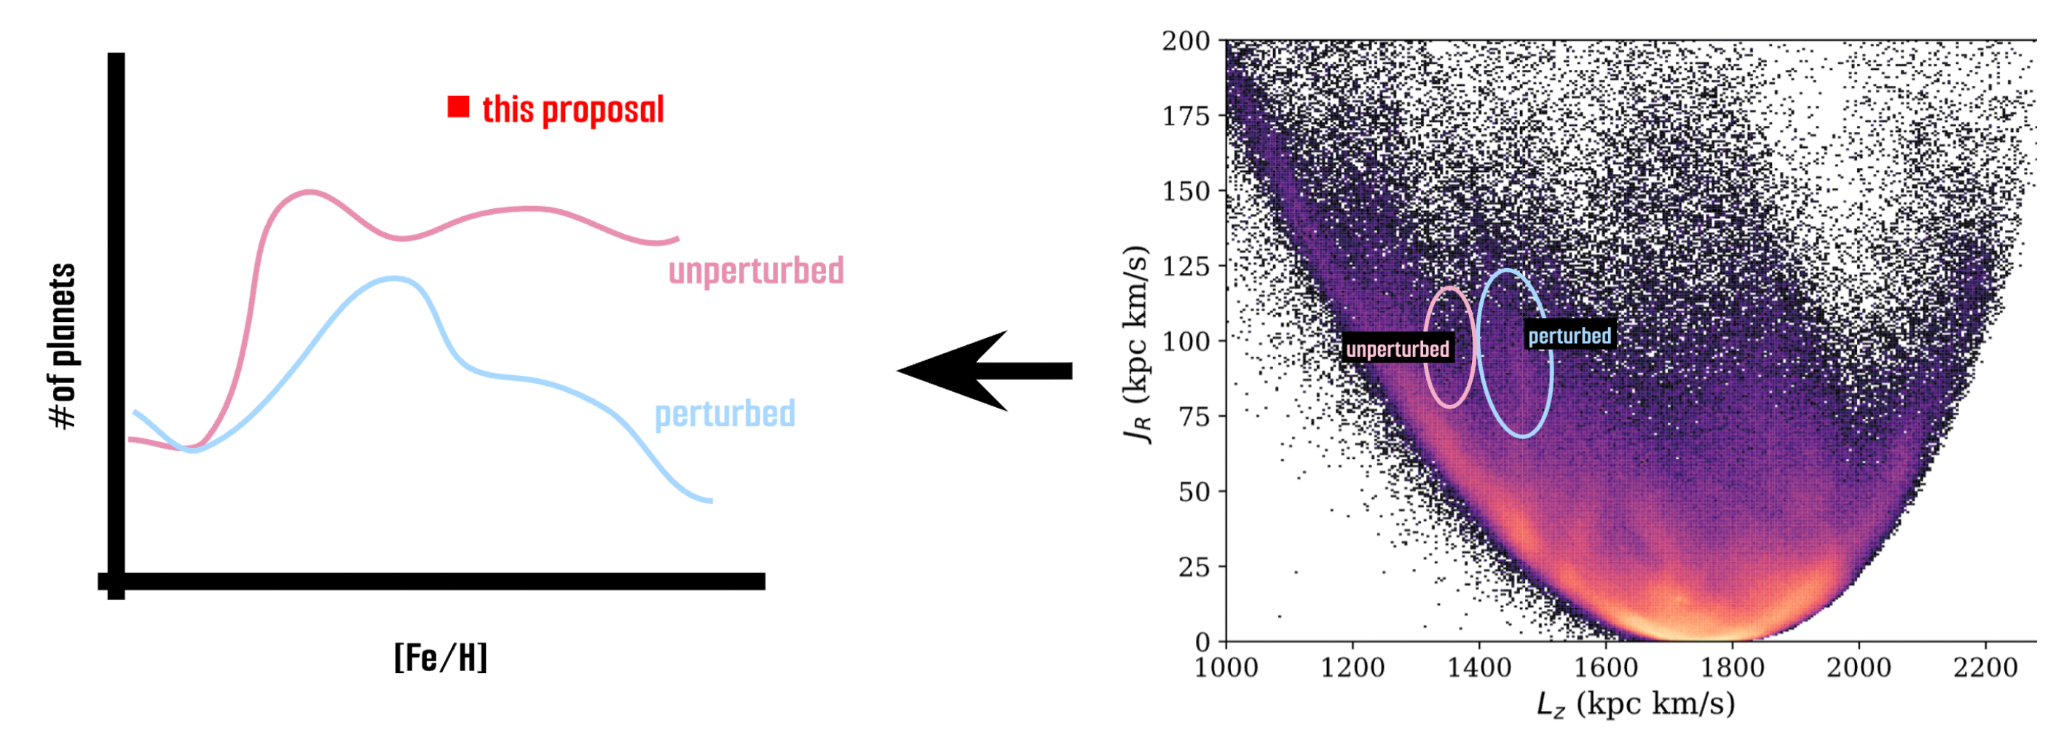 this proposal
unperturbed
perturbed
# of planets
[Fe/H]
200
175
150
125
100
75
50
25
0
J_R (kpc km/s)
unperturbed
perturbed
1000 1200 1400 1600 1800 2000 2200
L_z (kpc km/s)